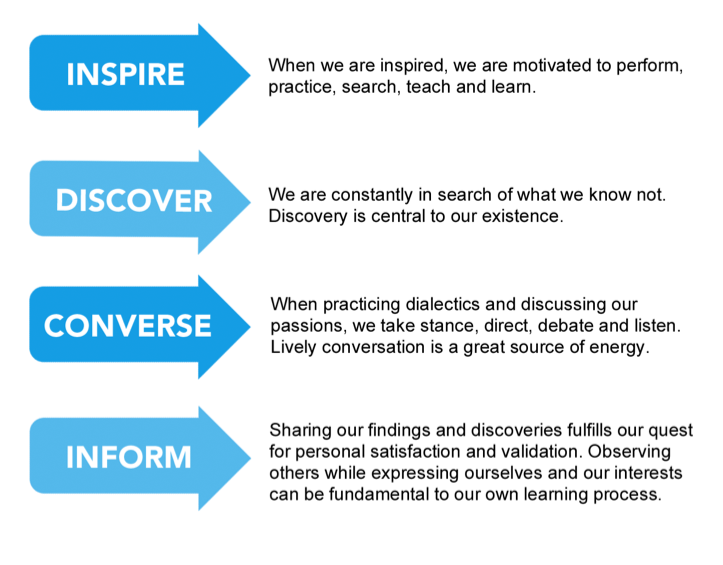 INSPIRE
When we are inspired, we are motivated to perform,
practice, search, teach and learn.
DISCOVER
We are constantly in search of what we know not.
Discovery is central to our existence.
CONVERSE
When practicing dialectics and discussing our
passions, we take stance, direct, debate and listen.
Lively conversation is a great source of energy.
INFORM
Sharing our findings and discoveries fulfills our quest
for personal satisfaction and validation. Observing
others while expressing ourselves and our interests
can be fundamental to our own learning process.